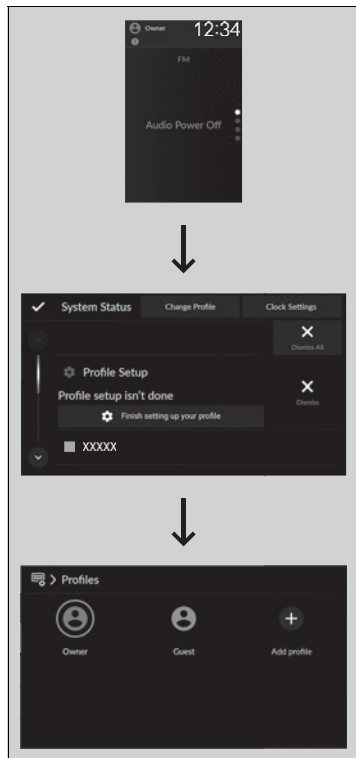 Owner 12:34
FM
Audio Power Off
System Status Change Profile Clock Settings
Dismiss All
Profile Setup
Profile setup isn't done
Dismiss
Finish setting up your profile
XXXXX
Profiles
Owner Guest Add profile